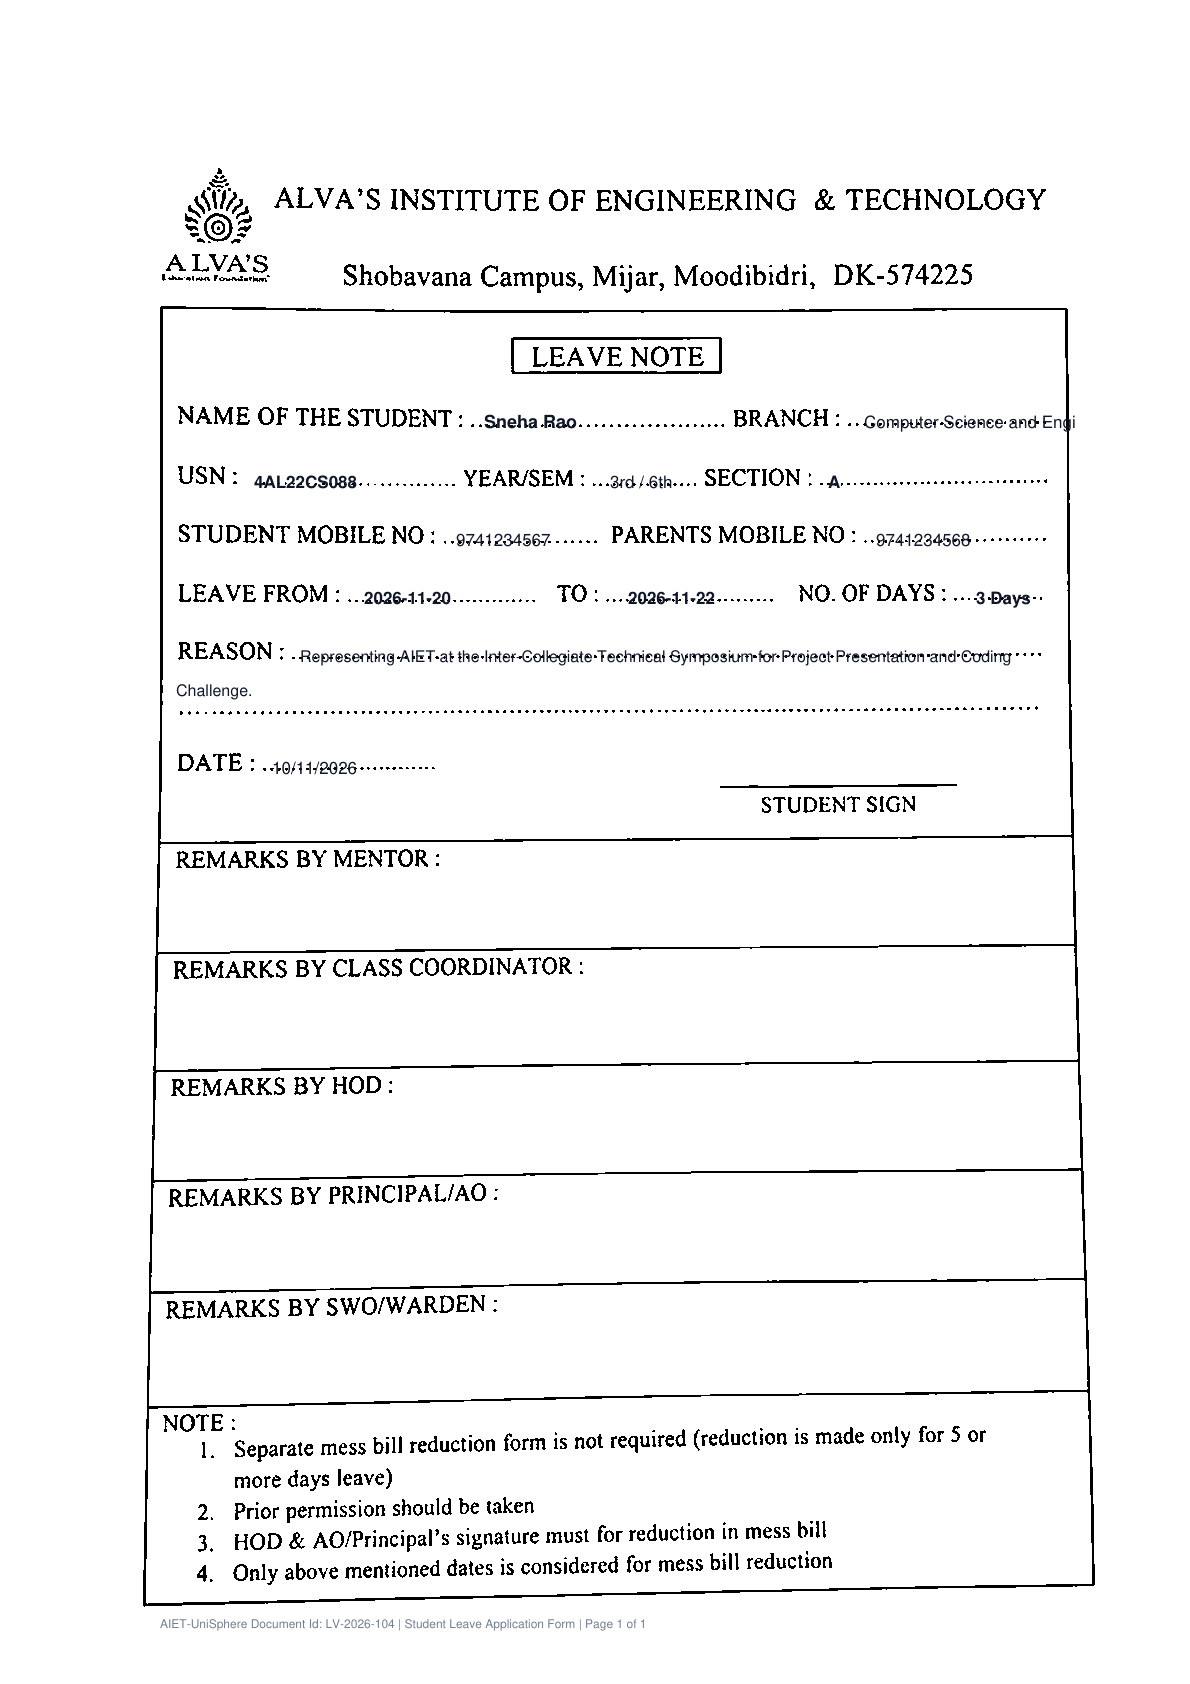 ALVA'S INSTITUTE OF ENGINEERING & TECHNOLOGY
ALVA'S
Education Foundation
Shobavana Campus, Mijar, Moodibidri, DK-574225
LEAVE NOTE
NAME OF THE STUDENT : Sneha Rao BRANCH : Computer Science and Engi
USN : 4AL22CS088 YEAR/SEM : 3rd / 6th SECTION : A
STUDENT MOBILE NO : 9741234567 PARENTS MOBILE NO : 9741234568
LEAVE FROM : 2026-11-20 TO : 2026-11-22 NO. OF DAYS : 3 Days
REASON : Representing AIET at the Inter-Collegiate Technical Symposium for Project Presentation and Coding
Challenge.
DATE : 10/11/2026
STUDENT SIGN
REMARKS BY MENTOR :
REMARKS BY CLASS COORDINATOR :
REMARKS BY HOD :
REMARKS BY PRINCIPAL/AO :
REMARKS BY SWO/WARDEN :
NOTE :
1. Separate mess bill reduction form is not required (reduction is made only for 5 or
more days leave)
2. Prior permission should be taken
3. HOD & AO/Principal's signature must for reduction in mess bill
4. Only above mentioned dates is considered for mess bill reduction
AIET-UniSphere Document Id: LV-2026-104 | Student Leave Application Form | Page 1 of 1